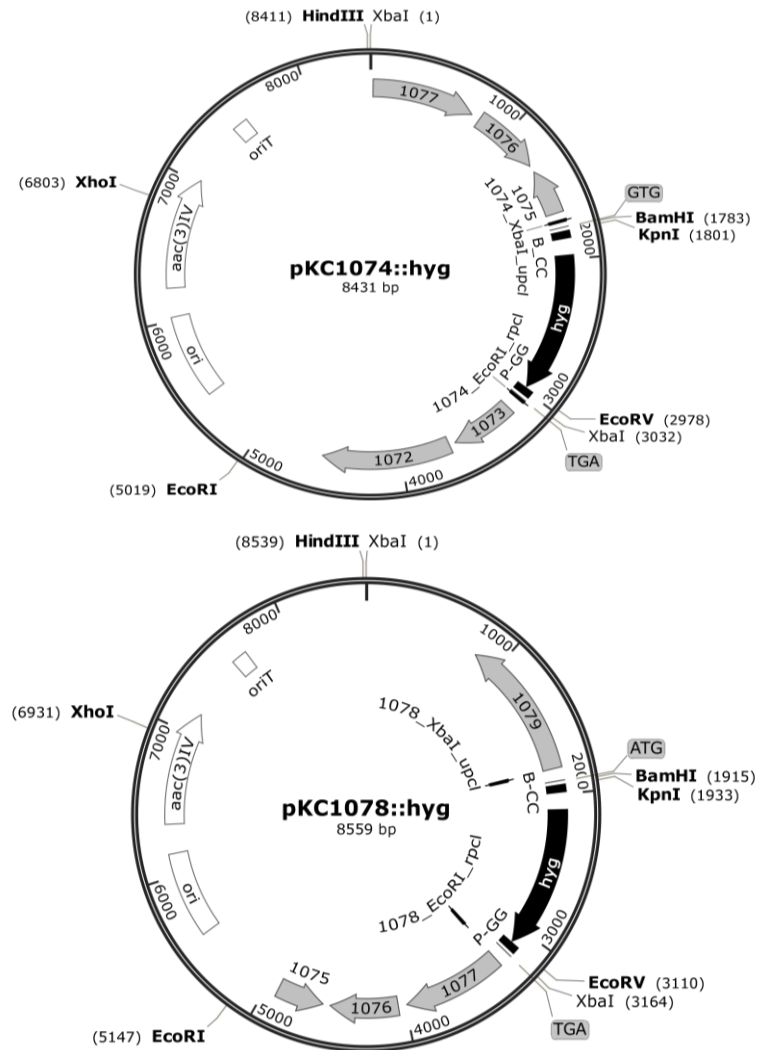 (8411) HindIII XbaI (1)
8000
1077
1000
1076
oriT
(6803) XhoI
7000
GTG
1075
BamHI (1783)
KpnI (1801)
2000
1074_XbaI_upcl
B_CC
aac(3)IV
pKC1074::hyg
8431 bp
hyg
6000
ori
1074_EcoRI_rpcl
P-GG
3000
EcoRV (2978)
XbaI (3032)
1073
TGA
1072
5000
4000
(5019) EcoRI
(8539) HindIII XbaI (1)
8000
1000
oriT
1079
(6931) XhoI
7000
1078_XbaI_upcl
ATG
2000
BamHI (1915)
KpnI (1933)
B-CC
aac(3)IV
pKC1078::hyg
8559 bp
hyg
6000
ori
1078_EcoRI_rpcl
P-GG
3000
1075
1077
EcoRV (3110)
XbaI (3164)
1076
5000
4000
TGA
(5147) EcoRI